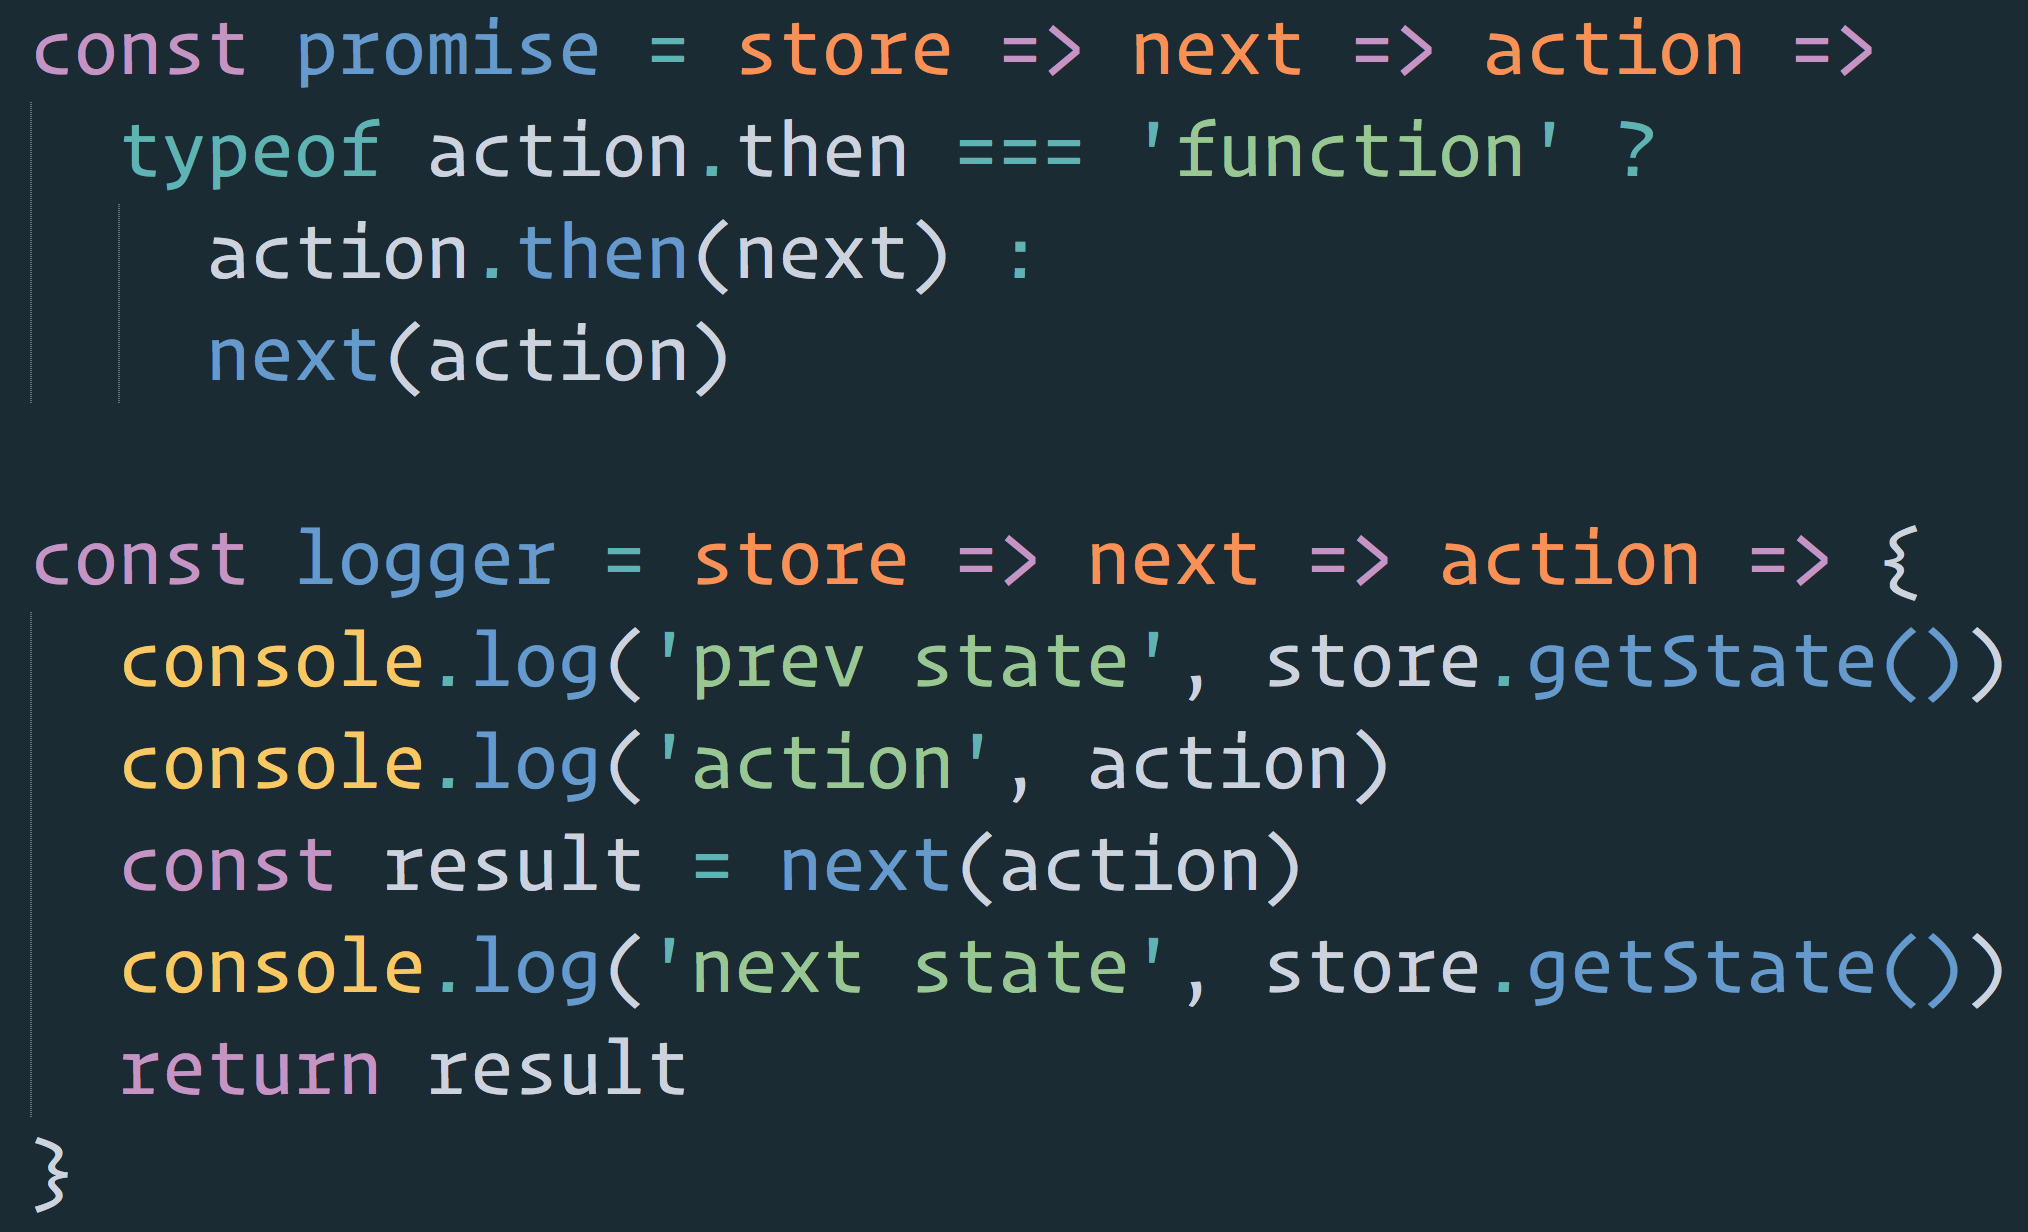 const promise = store => next => action =>
  typeof action.then === 'function' ?
    action.then(next) :
    next(action)

const logger = store => next => action => {
  console.log('prev state', store.getState())
  console.log('action', action)
  const result = next(action)
  console.log('next state', store.getState())
  return result
}